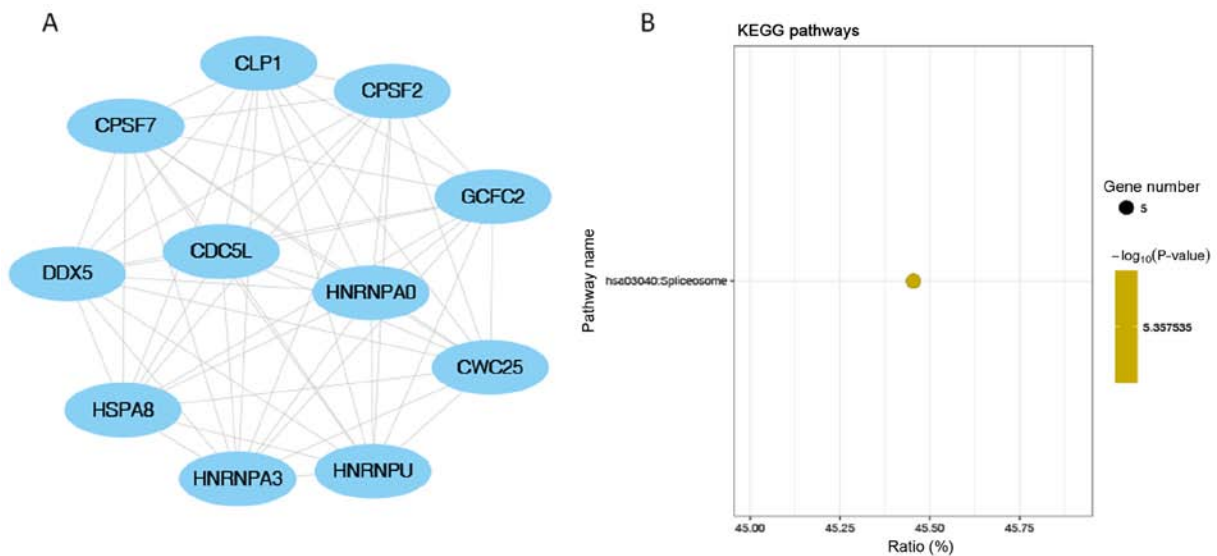 A
CLP1
CPSF2
CPSF7
GCFC2
CDC5L
DDX5
HNRNPA0
CWC25
HSPA8
HNRNPA3
HNRNPU
B
KEGG pathways
Pathway name
hsa03040:Spliceosome
45.00
45.25
45.50
45.75
Ratio (%)
Gene number
5
−log10(P-value)
5.357535